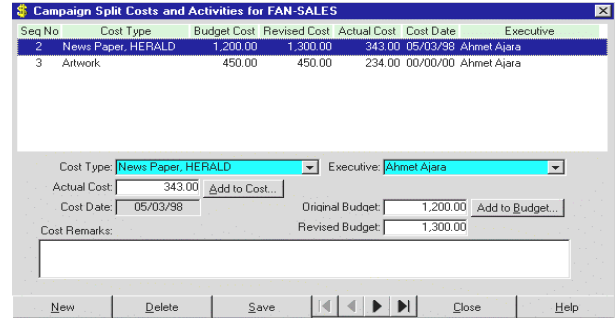 Campaign Split Costs and Activities for FAN-SALES
Seq No Cost Type Budget Cost Revised Cost Actual Cost Cost Date Executive
2 News Paper, HERALD 1,200.00 1,300.00 343.00 05/03/98 Ahmet Ajara
3 Artwork 450.00 450.00 234.00 00/00/00 Ahmet Ajara
Cost Type: News Paper, HERALD Executive: Ahmet Ajara
Actual Cost: 343.00 Add to Cost...
Cost Date: 05/03/98 Original Budget: 1,200.00 Add to Budget...
Cost Remarks: Revised Budget: 1,300.00
New Delete Save Close Help